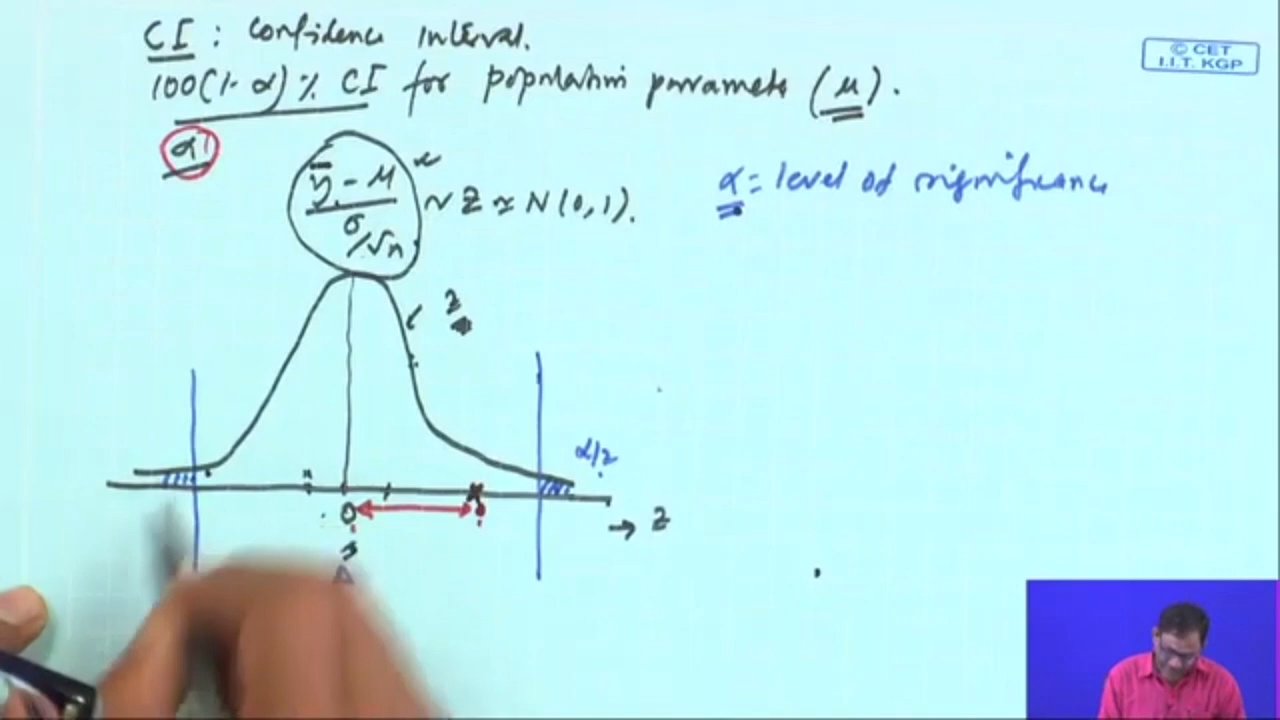 CI : Confidence interval.
© CET
I.I.T. KGP
100(1-α)% CI for population parameter (μ).
α
α = level of significance
ȳ - μ
σ/√n
~ Z ≈ N(0,1).
z
α/2
0
→ z